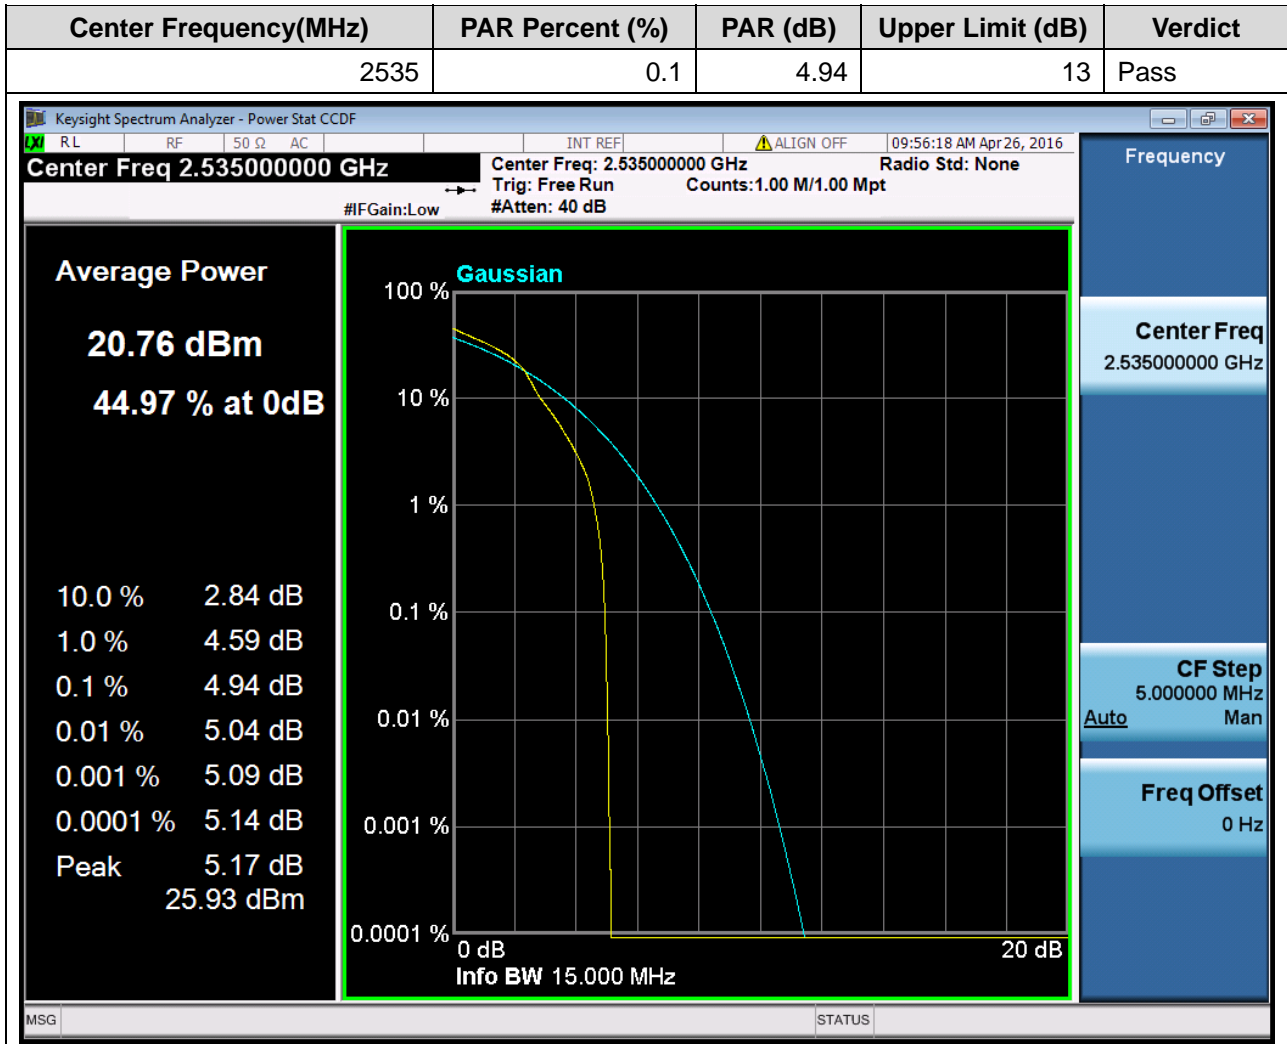 Center Frequency(MHz) PAR Percent (%) PAR (dB) Upper Limit (dB) Verdict
2535 0.1 4.94 13 Pass
Keysight Spectrum Analyzer - Power Stat CCDF
LXI RL RF 50 Ω AC INT REF ALIGN OFF 09:56:18 AM Apr 26, 2016
Center Freq 2.535000000 GHz
Center Freq: 2.535000000 GHz Radio Std: None
Trig: Free Run Counts:1.00 M/1.00 Mpt
#IFGain:Low #Atten: 40 dB
Frequency
Average Power
20.76 dBm
44.97 % at 0dB
10.0 % 2.84 dB
1.0 % 4.59 dB
0.1 % 4.94 dB
0.01 % 5.04 dB
0.001 % 5.09 dB
0.0001 % 5.14 dB
Peak 5.17 dB
25.93 dBm
Gaussian
100 %
10 %
1 %
0.1 %
0.01 %
0.001 %
0.0001 %
0 dB 20 dB
Info BW 15.000 MHz
Center Freq
2.535000000 GHz
CF Step
5.000000 MHz
Auto Man
Freq Offset
0 Hz
MSG STATUS